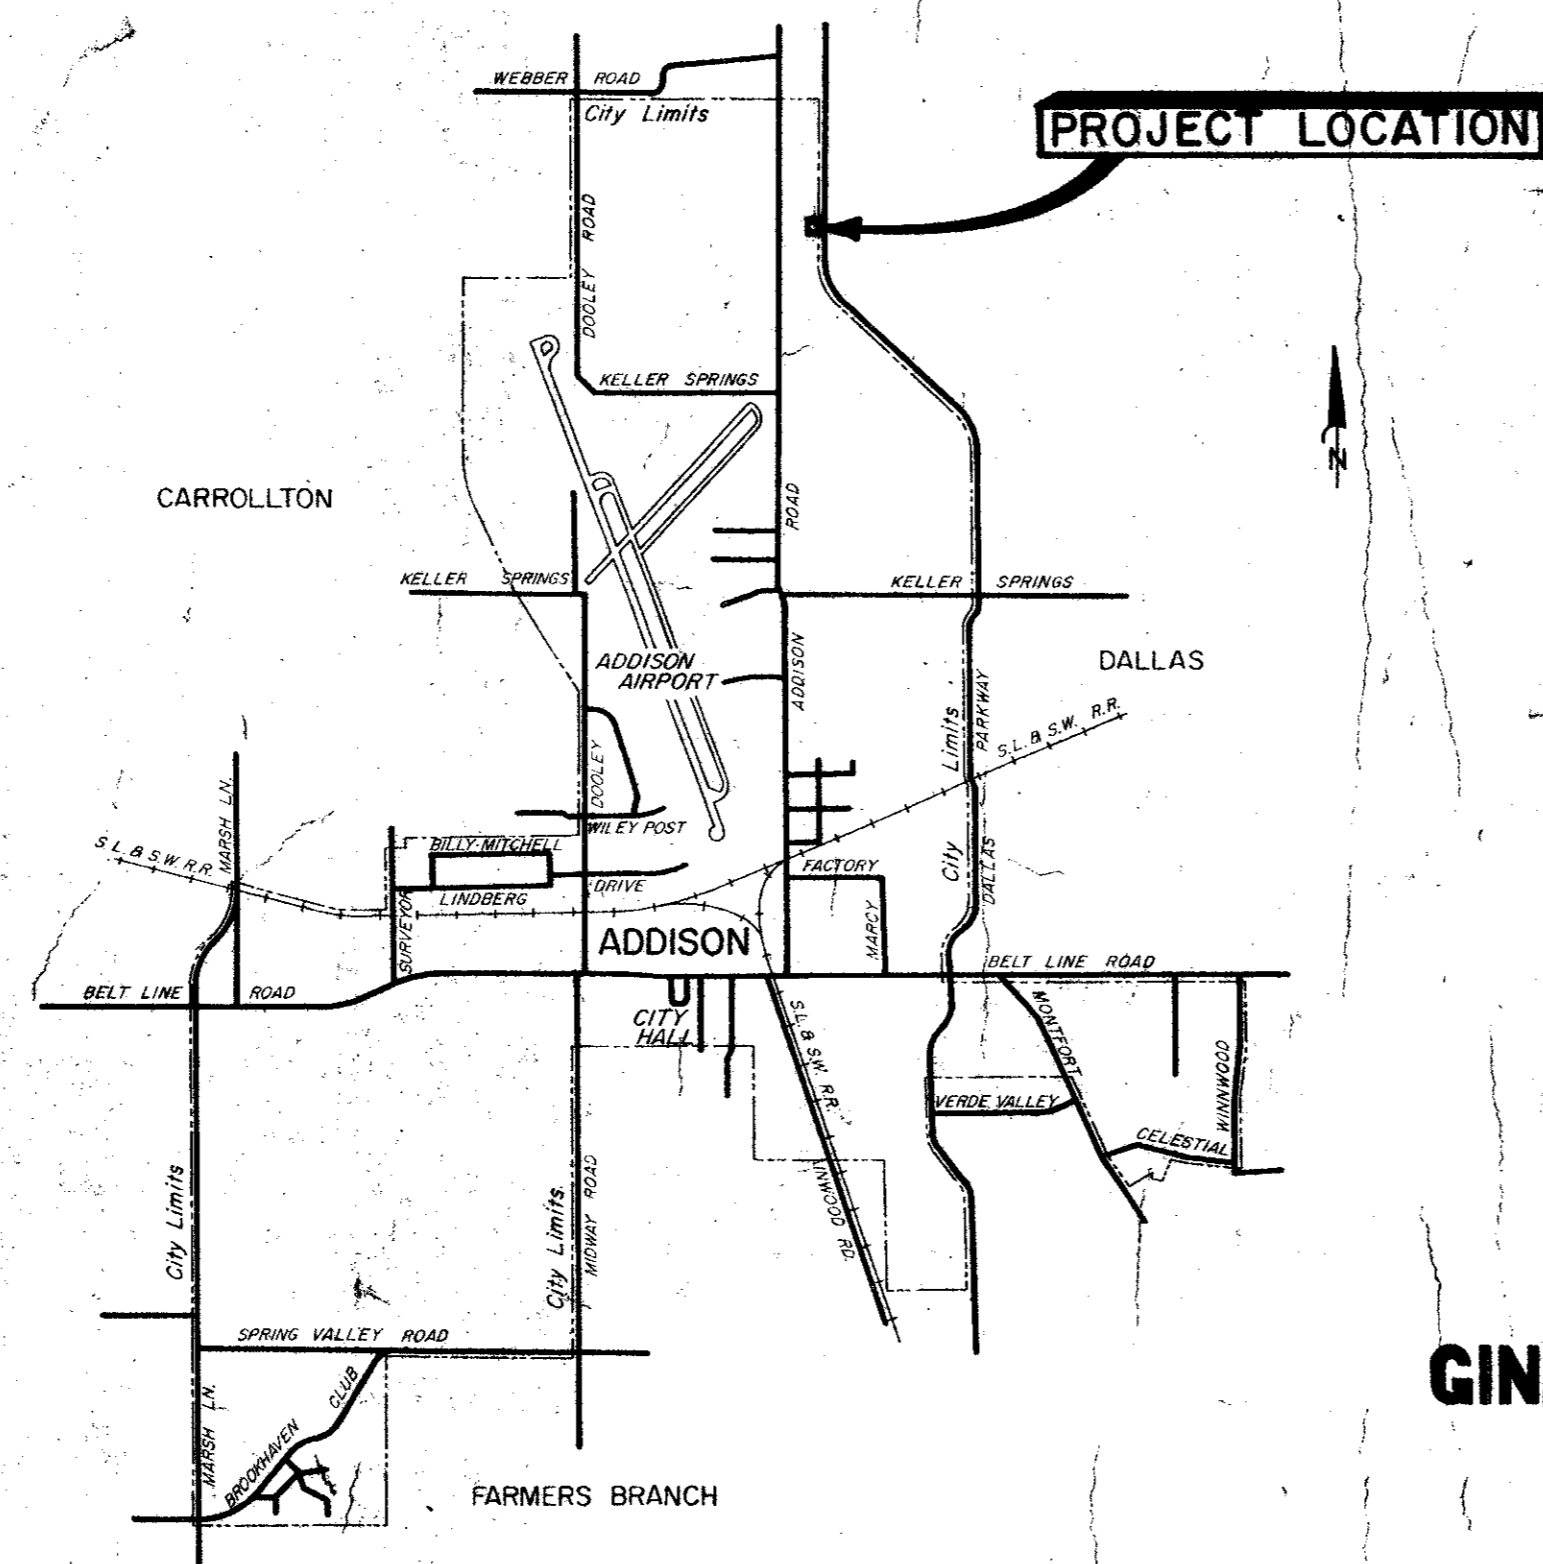 WEBBER ROAD
City Limits
PROJECT LOCATION
DOOLEY ROAD
KELLER SPRINGS
CARROLLTON
ROAD
N
KELLER SPRINGS
KELLER SPRINGS
ADDISON
AIRPORT
ADDISON
DALLAS
City Limits
PARKWAY
DALLAS
S.L. & S.W. R.R.
MARSH LN.
DOOLEY
WILEY POST
S.L. & S.W. R.R.
BILLY MITCHELL
DRIVE
LINDBERG
SURVEYOR
FACTORY
MARCY
ADDISON
BELT LINE ROAD
BELT LINE ROAD
CITY
HALL
S.L. & S.W. R.R.
MONTFORT
WINNWOOD
VERDE VALLEY
CELESTIAL
City Limits
City Limits
MIDWAY ROAD
INWOOD RD.
SPRING VALLEY ROAD
MARSH LN.
BROOKHAVEN CLUB
GIN
FARMERS BRANCH